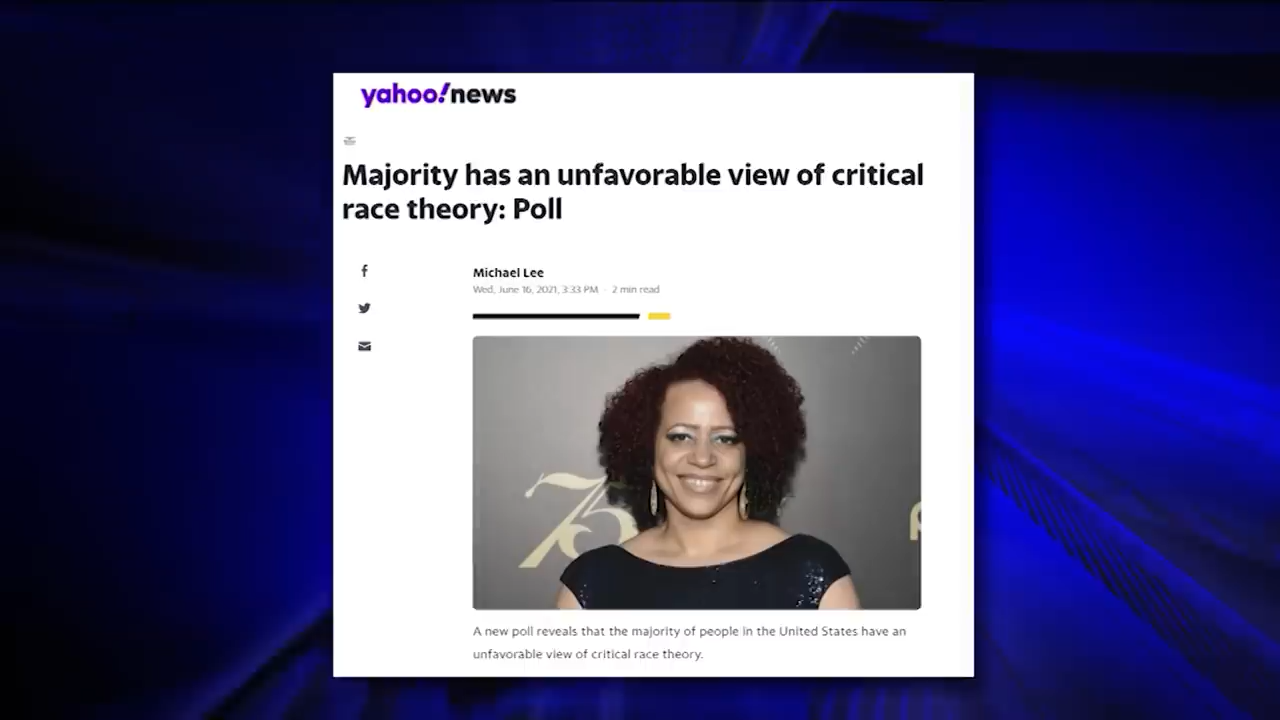 yahoo!news
Majority has an unfavorable view of critical
race theory: Poll
Michael Lee
Wed, June 16, 2021, 3:33 PM · 2 min read
75
A new poll reveals that the majority of people in the United States have an
unfavorable view of critical race theory.